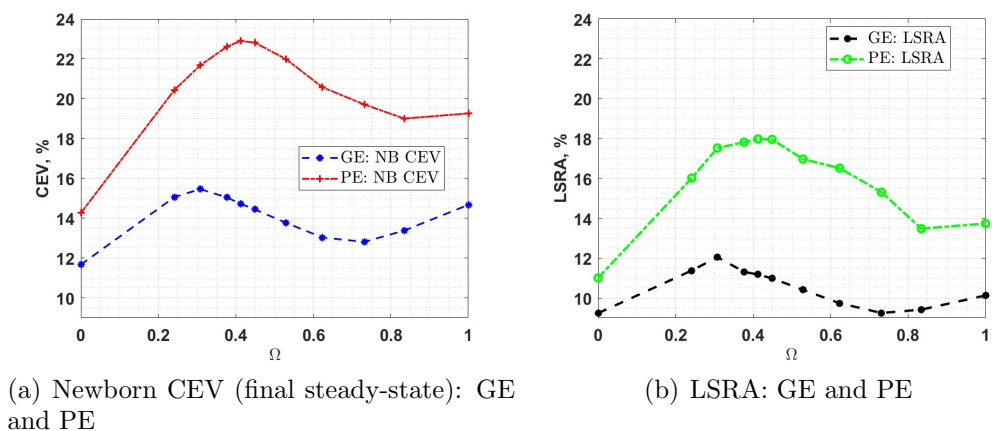 24
22
20
18
16
14
12
10
CEV, %
0
0.2
0.4
0.6
0.8
1
Ω
GE: NB CEV
PE: NB CEV
(a) Newborn CEV (final steady-state): GE
and PE
24
22
20
18
16
14
12
10
LSRA, %
0
0.2
0.4
0.6
0.8
1
Ω
GE: LSRA
PE: LSRA
(b) LSRA: GE and PE